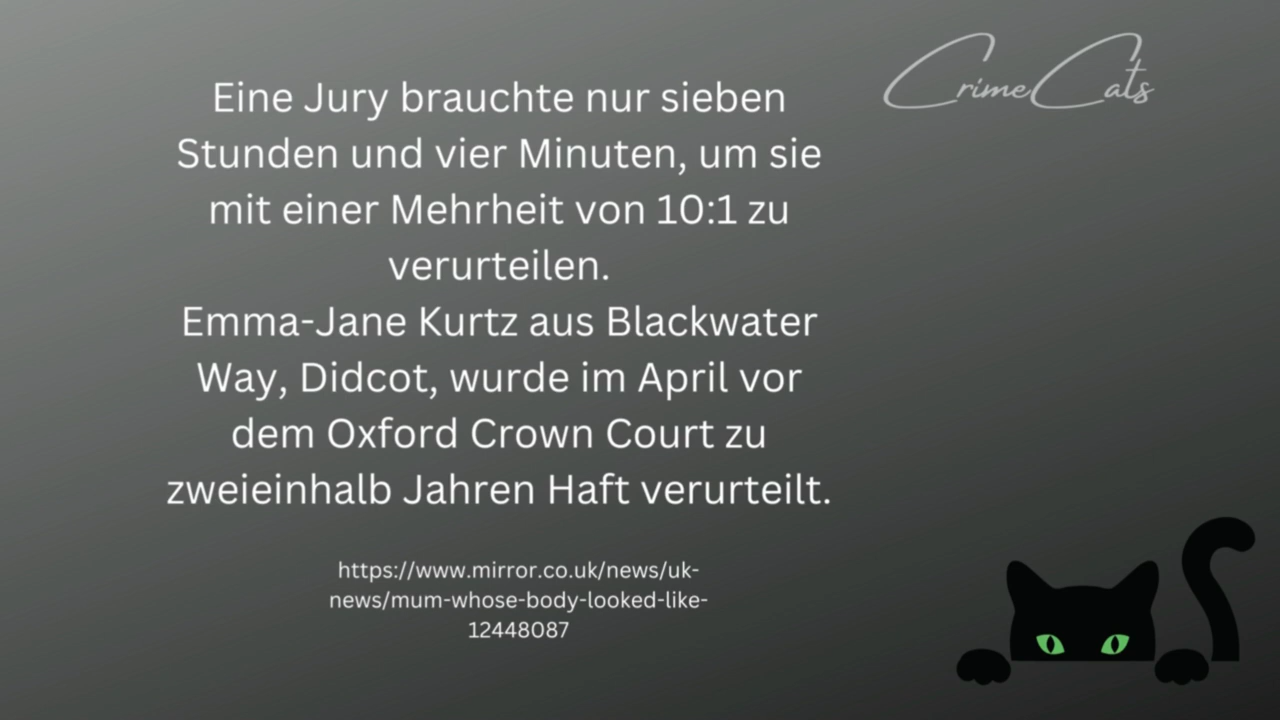 CrimeCats
Eine Jury brauchte nur sieben
Stunden und vier Minuten, um sie
mit einer Mehrheit von 10:1 zu
verurteilen.
Emma-Jane Kurtz aus Blackwater
Way, Didcot, wurde im April vor
dem Oxford Crown Court zu
zweieinhalb Jahren Haft verurteilt.
https://www.mirror.co.uk/news/uk-
news/mum-whose-body-looked-like-
12448087